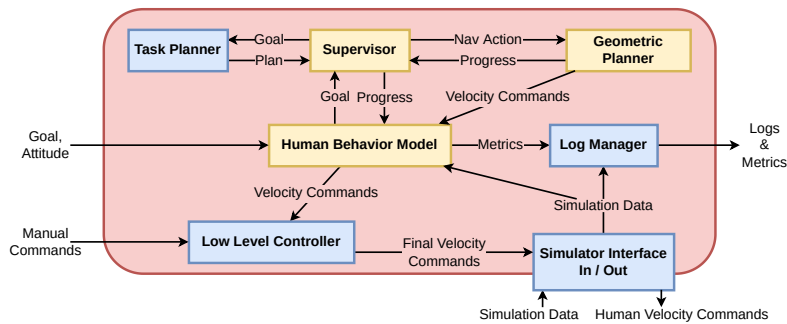 Task Planner
Goal
Plan
Supervisor
Nav Action
Progress
Geometric
Planner
Goal
Progress
Velocity Commands
Goal,
Attitude
Human Behavior Model
Metrics
Log Manager
Logs
&
Metrics
Velocity Commands
Simulation Data
Manual
Commands
Low Level Controller
Final Velocity
Commands
Simulator Interface
In / Out
Simulation Data
Human Velocity Commands